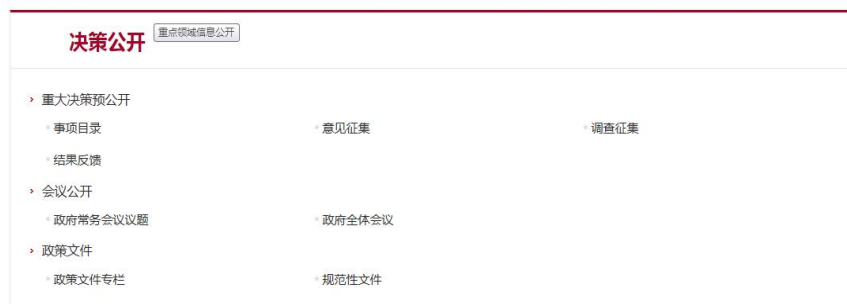 决策公开 重点领域信息公开
重大决策预公开
事项目录 意见征集 调查征集
结果反馈
会议公开
政府常务会议议题 政府全体会议
政策文件
政策文件专栏 规范性文件